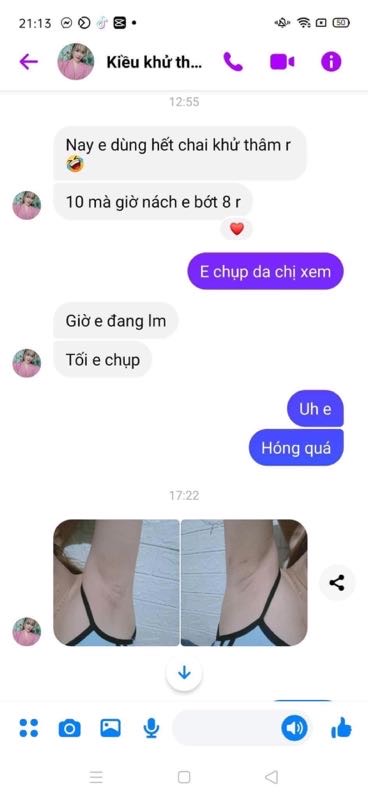 21:13
50
Kiều khử th...
12:55
Nay e dùng hết chai khử thâm r
🤣
10 mà giờ nách e bớt 8 r
E chụp da chị xem
Giờ e đang lm
Tối e chụp
Uh e
Hóng quá
17:22